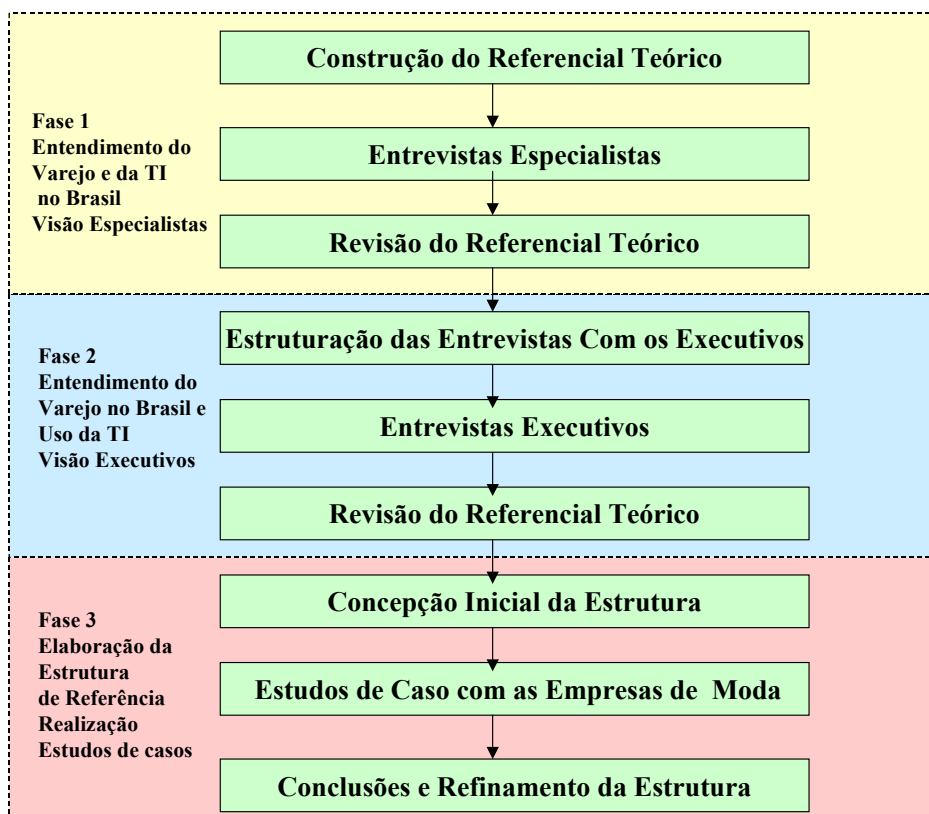 Construção do Referencial Teórico
Fase 1
Entendimento do
Varejo e da TI
no Brasil
Visão Especialistas
Entrevistas Especialistas
Revisão do Referencial Teórico
Estruturação das Entrevistas Com os Executivos
Fase 2
Entendimento do
Varejo no Brasil e
Uso da TI
Visão Executivos
Entrevistas Executivos
Revisão do Referencial Teórico
Concepção Inicial da Estrutura
Fase 3
Elaboração da
Estrutura
de Referência
Realização
Estudos de casos
Estudos de Caso com as Empresas de Moda
Conclusões e Refinamento da Estrutura